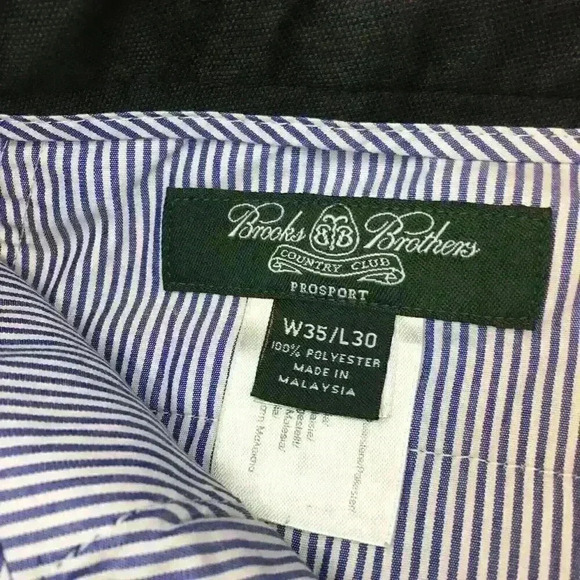 Brooks Brothers
BB
COUNTRY CLUB
PROSPORT
W35/L30
100% POLYESTER
MADE IN
MALAYSIA